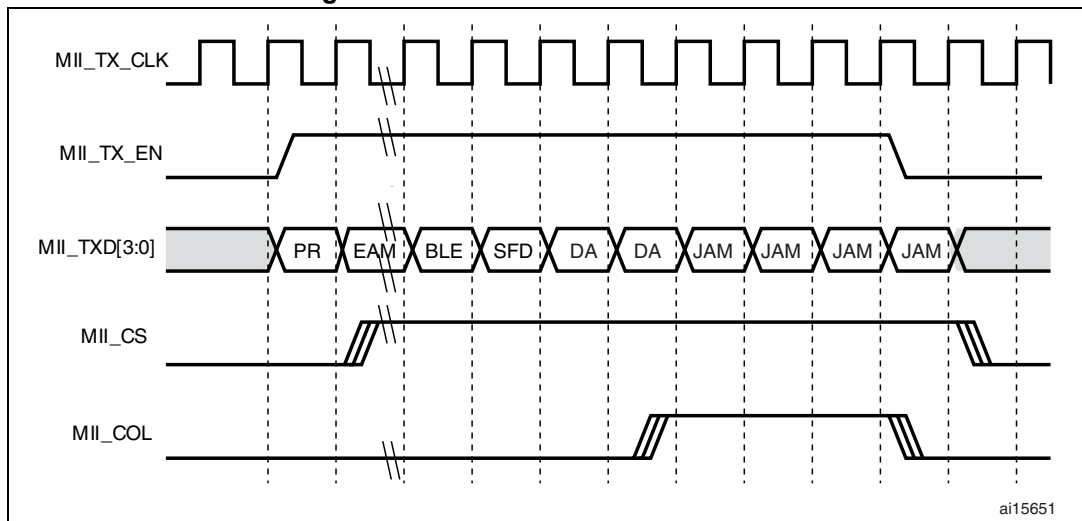 MII_TX_CLK
MII_TX_EN
MII_TXD[3:0] PR EAM BLE SFD DA DA JAM JAM JAM JAM
MII_CS
MII_COL
ai15651